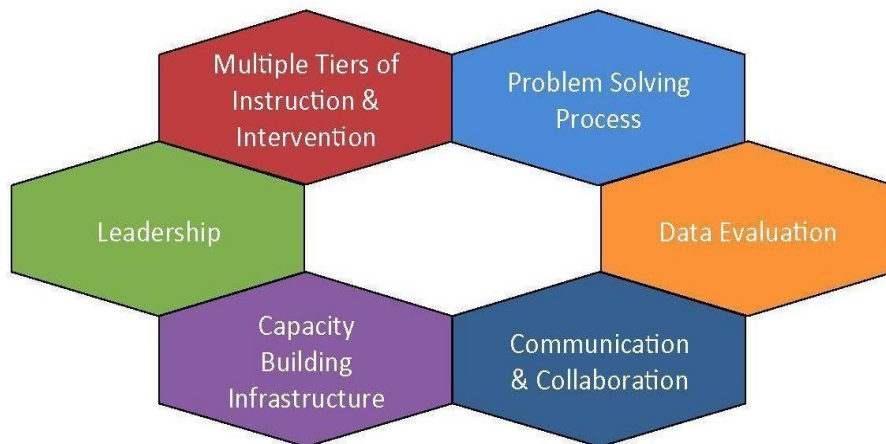 Multiple Tiers of
Instruction &
Intervention
Problem Solving
Process
Leadership
Data Evaluation
Capacity
Building
Infrastructure
Communication
& Collaboration